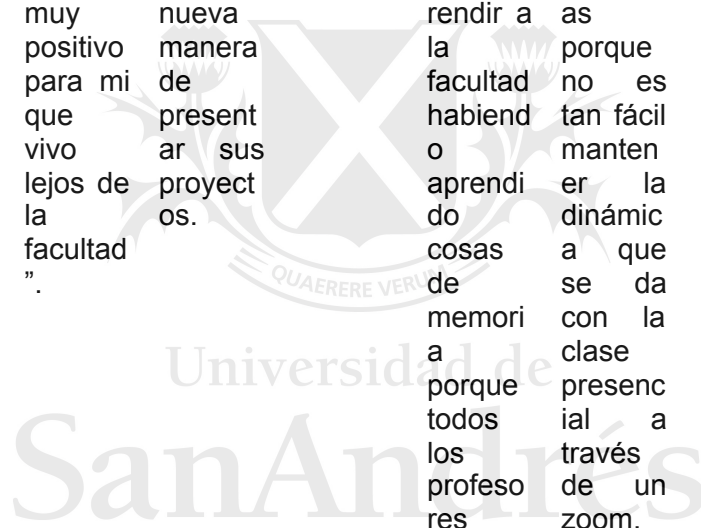 muy
positivo
para mi
que
vivo
lejos de
la
facultad
”.
nueva
manera
de
present
ar sus
proyect
os.
rendir a
la
facultad
habiend
o
aprendi
do
cosas
de
memori
a
porque
todos
los
profeso
res
as
porque
no es
tan fácil
manten
er la
dinámic
a que
se da
con la
clase
presenc
ial a
través
de un
zoom.
QUAERERE VERUM
Universidad de
SanAndrés